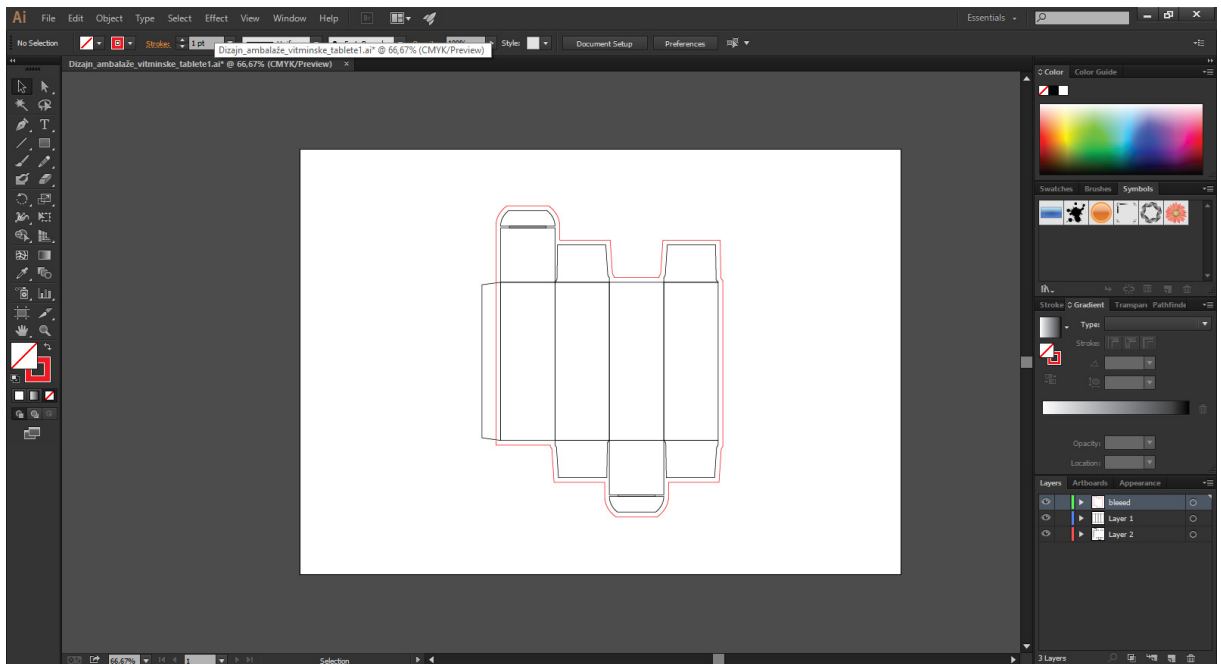 Ai File Edit Object Type Select Effect View Window Help Br Essentials
No Selection Stroke: 1 pt Style: Document Setup Preferences
Dizajn_ambalaže_vitminske_tablete1.ai* @ 66,67% (CMYK/Preview)
Dizajn_ambalaže_vitminske_tablete1.ai* @ 66,67% (CMYK/Preview) ×
Color Color Guide
Swatches Brushes Symbols
Stroke Gradient Transpan Pathfinde
Type:
Stroke:
Opacity:
Location:
Layers Artboards Appearance
bleeed
Layer 1
Layer 2
3 Layers
66,67% 1 Selection